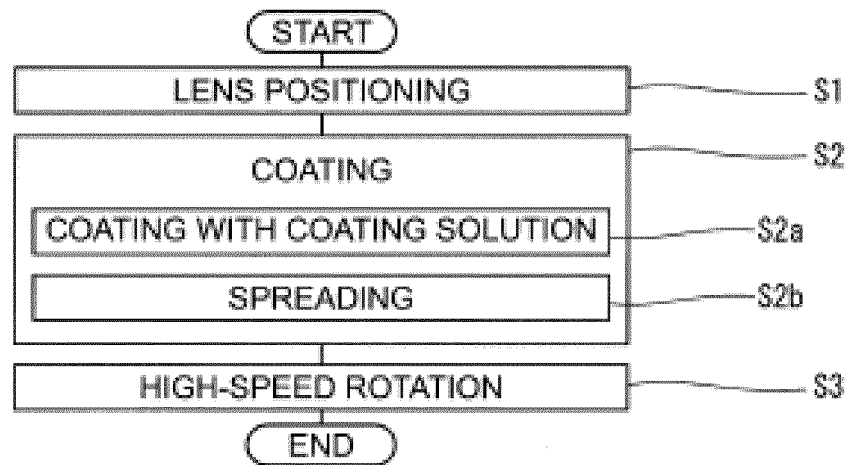 START
LENS POSITIONING S1
COATING S2
COATING WITH COATING SOLUTION S2a
SPREADING S2b
HIGH-SPEED ROTATION S3
END